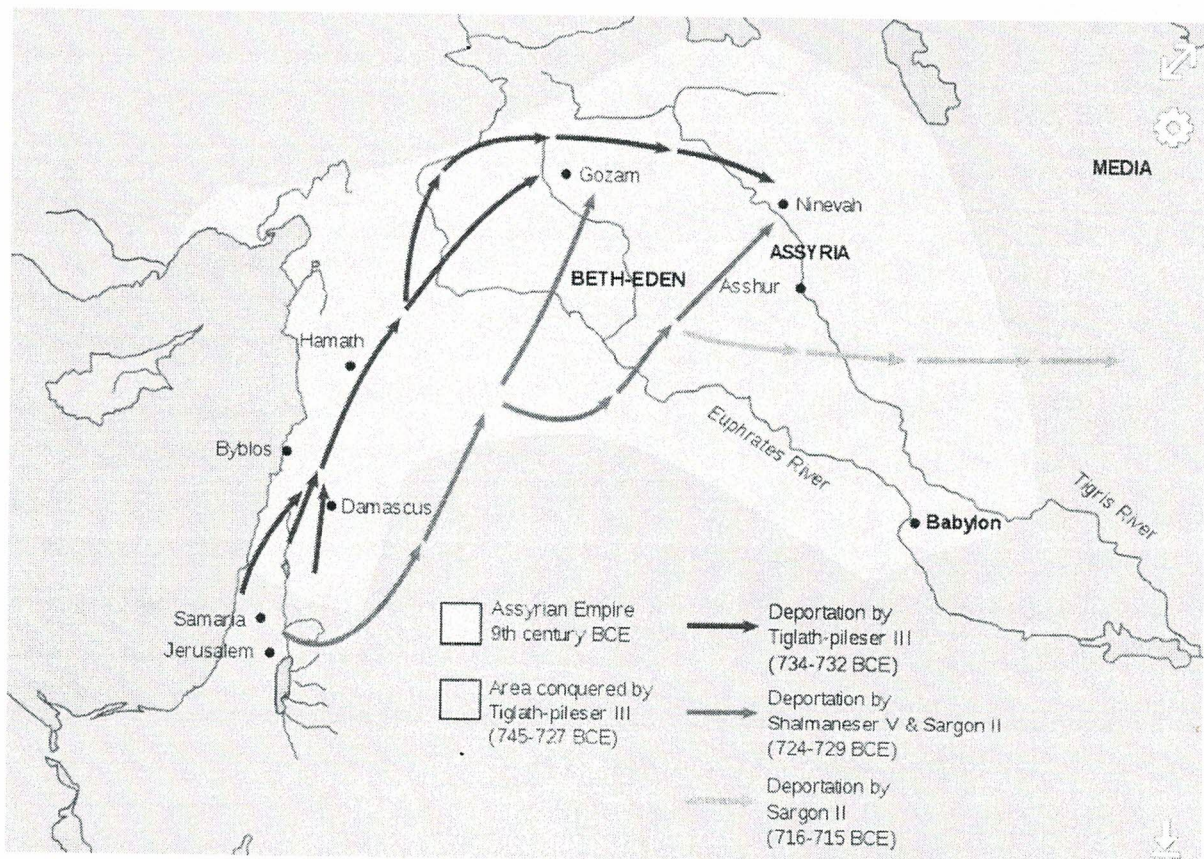 MEDIA
Gozam
Ninevah
ASSYRIA
BETH-EDEN
Asshur
Hamath
Byblos
Euphrates River
Damascus
Tigris River
Babylon
Samaria
Jerusalem
Assyrian Empire
9th century BCE
Area conquered by
Tiglath-pileser III
(745-727 BCE)
Deportation by
Tiglath-pileser III
(734-732 BCE)
Deportation by
Shalmaneser V & Sargon II
(724-729 BCE)
Deportation by
Sargon II
(716-715 BCE)